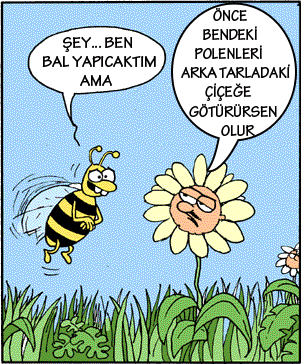 ŞEY... BEN
BAL YAPICAKTIM
AMA
ÖNCE
BENDEKİ
POLENLERİ
ARKA TARLADAKİ
ÇİÇEĞE
GÖTÜRÜRSEN
OLUR